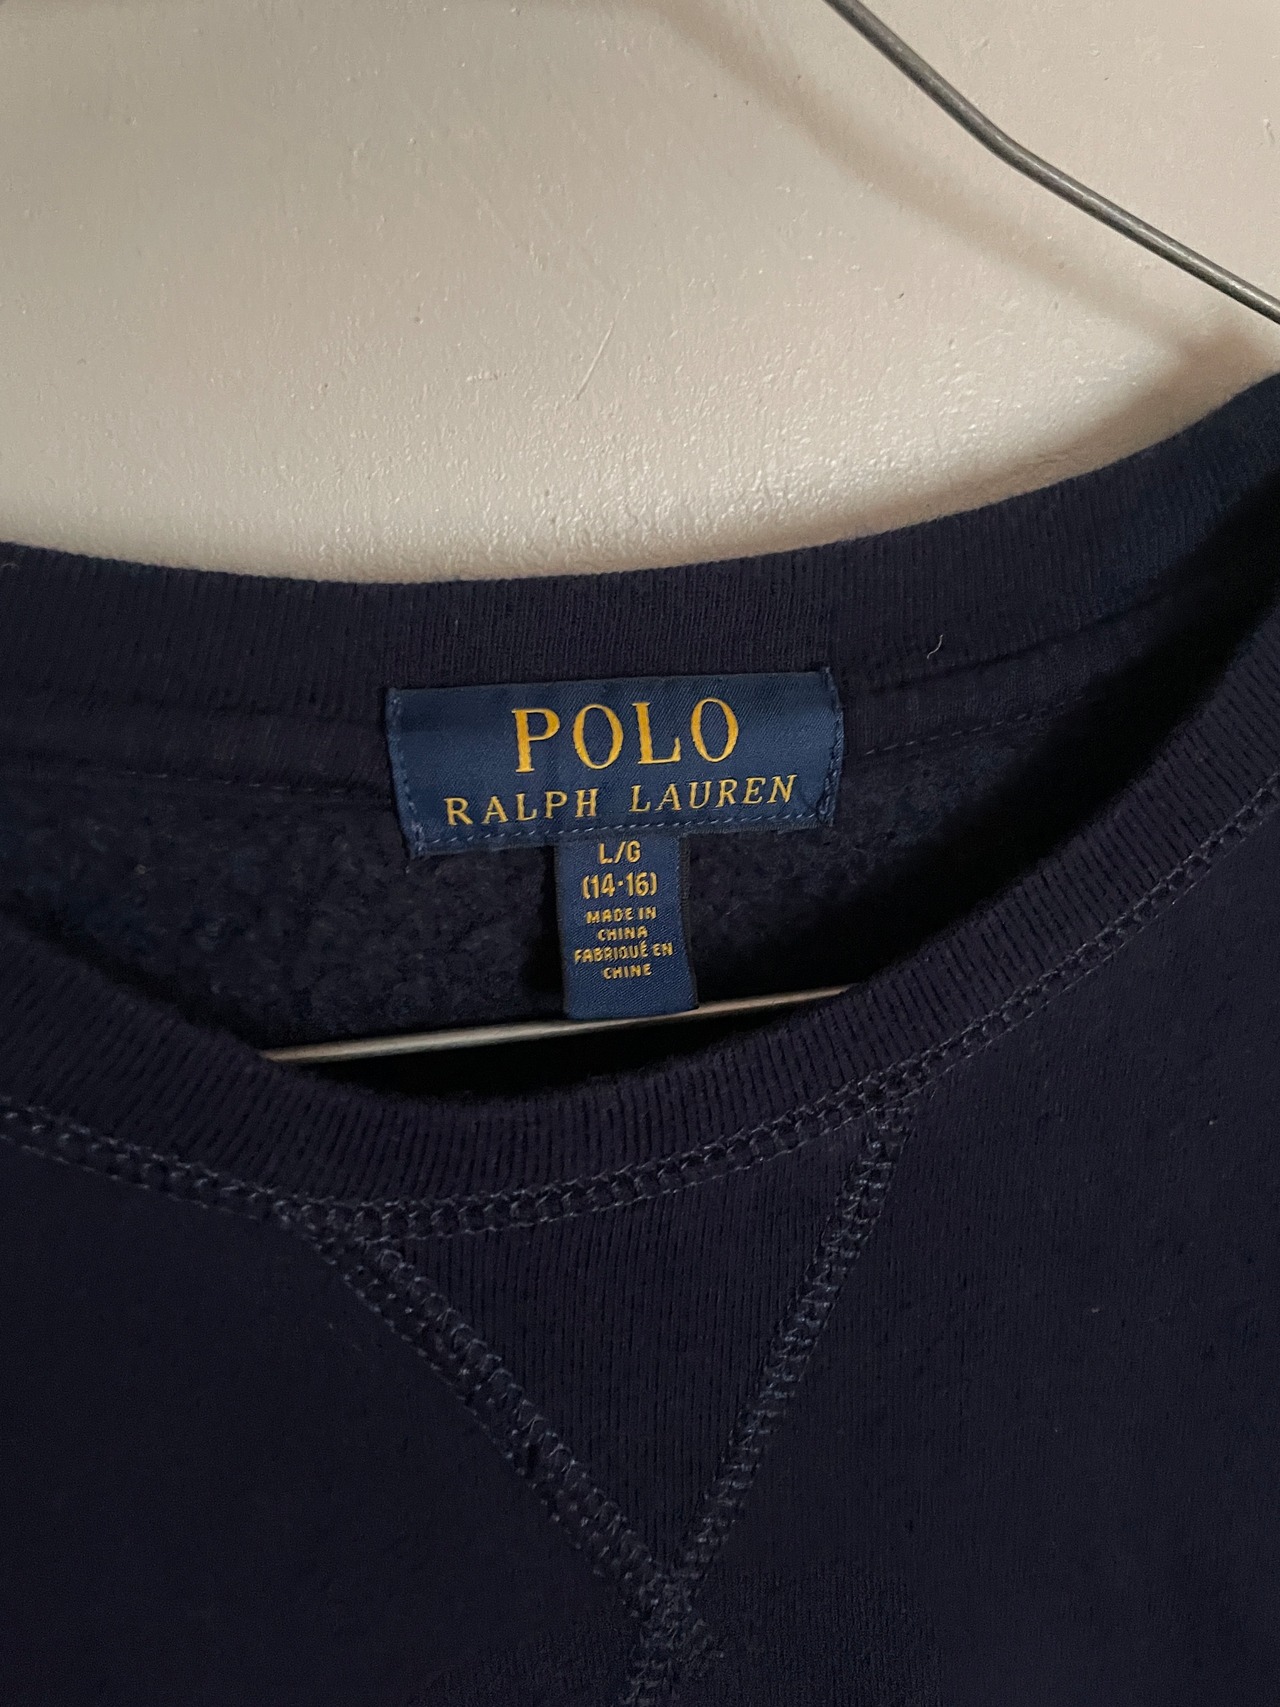 POLO
RALPH LAUREN
L/G
(14-16)
MADE IN
CHINA
FABRIQUÉ EN
CHINE